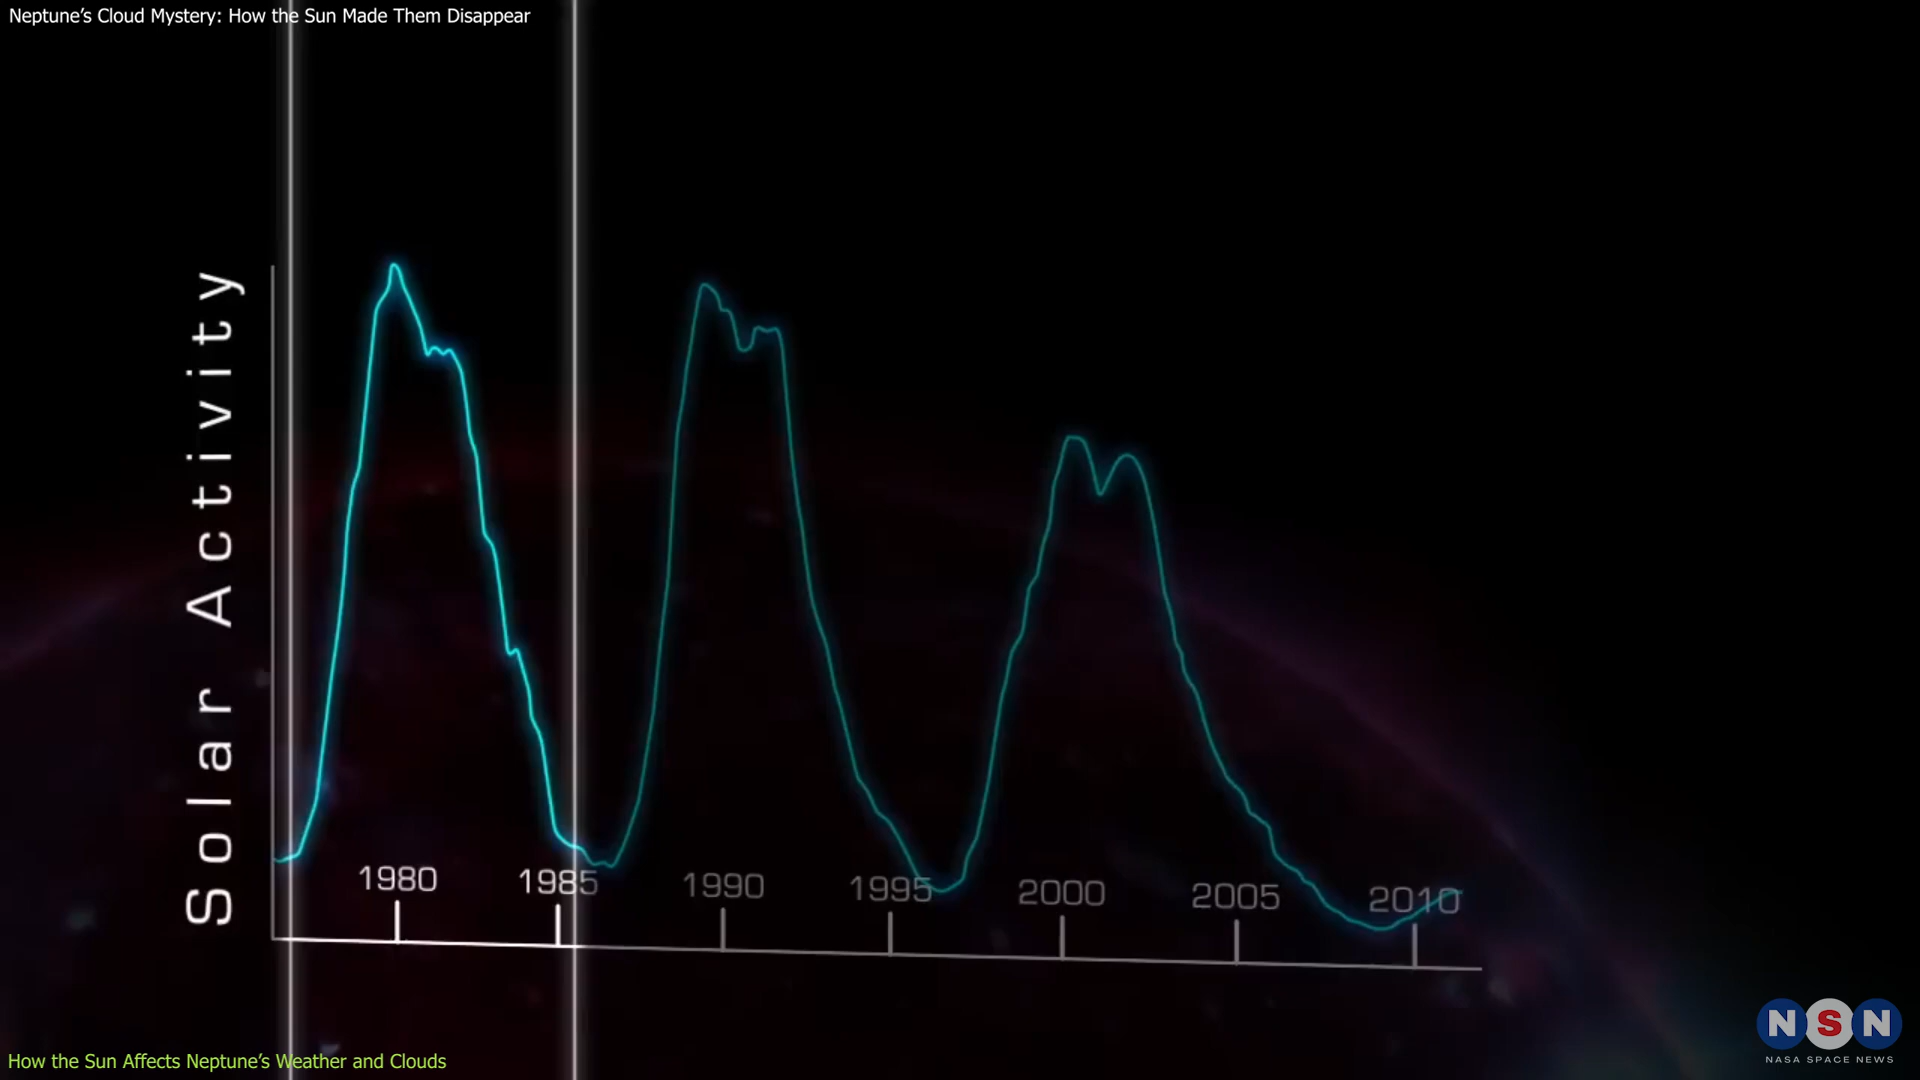 Neptune’s Cloud Mystery: How the Sun Made Them Disappear
Solar Activity
1980 1985 1990 1995 2000 2005 2010
How the Sun Affects Neptune’s Weather and Clouds
NSN
NASA SPACE NEWS